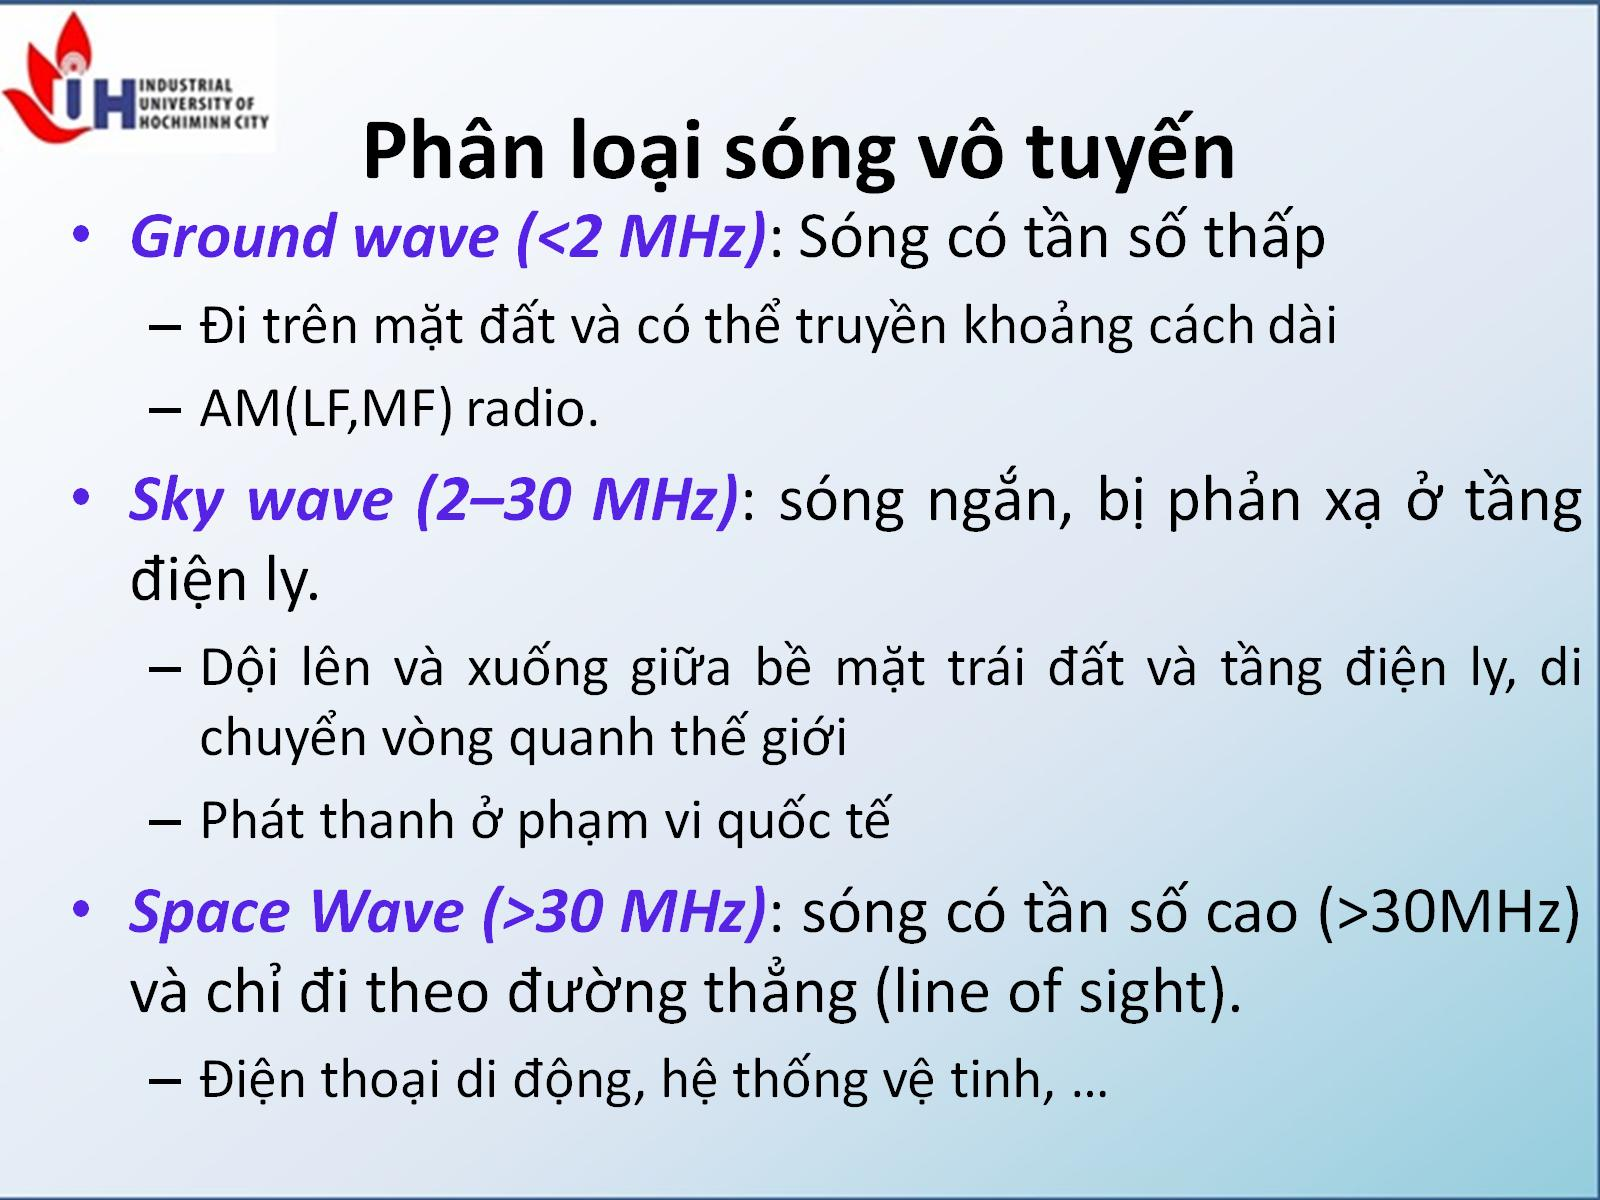 INDUSTRIAL
UNIVERSITY OF
HOCHIMINH CITY
IUH
Phân loại sóng vô tuyến
• Ground wave (<2 MHz): Sóng có tần số thấp
– Đi trên mặt đất và có thể truyền khoảng cách dài
– AM(LF,MF) radio.
• Sky wave (2–30 MHz): sóng ngắn, bị phản xạ ở tầng
điện ly.
– Dội lên và xuống giữa bề mặt trái đất và tầng điện ly, di
chuyển vòng quanh thế giới
– Phát thanh ở phạm vi quốc tế
• Space Wave (>30 MHz): sóng có tần số cao (>30MHz)
và chỉ đi theo đường thẳng (line of sight).
– Điện thoại di động, hệ thống vệ tinh, …